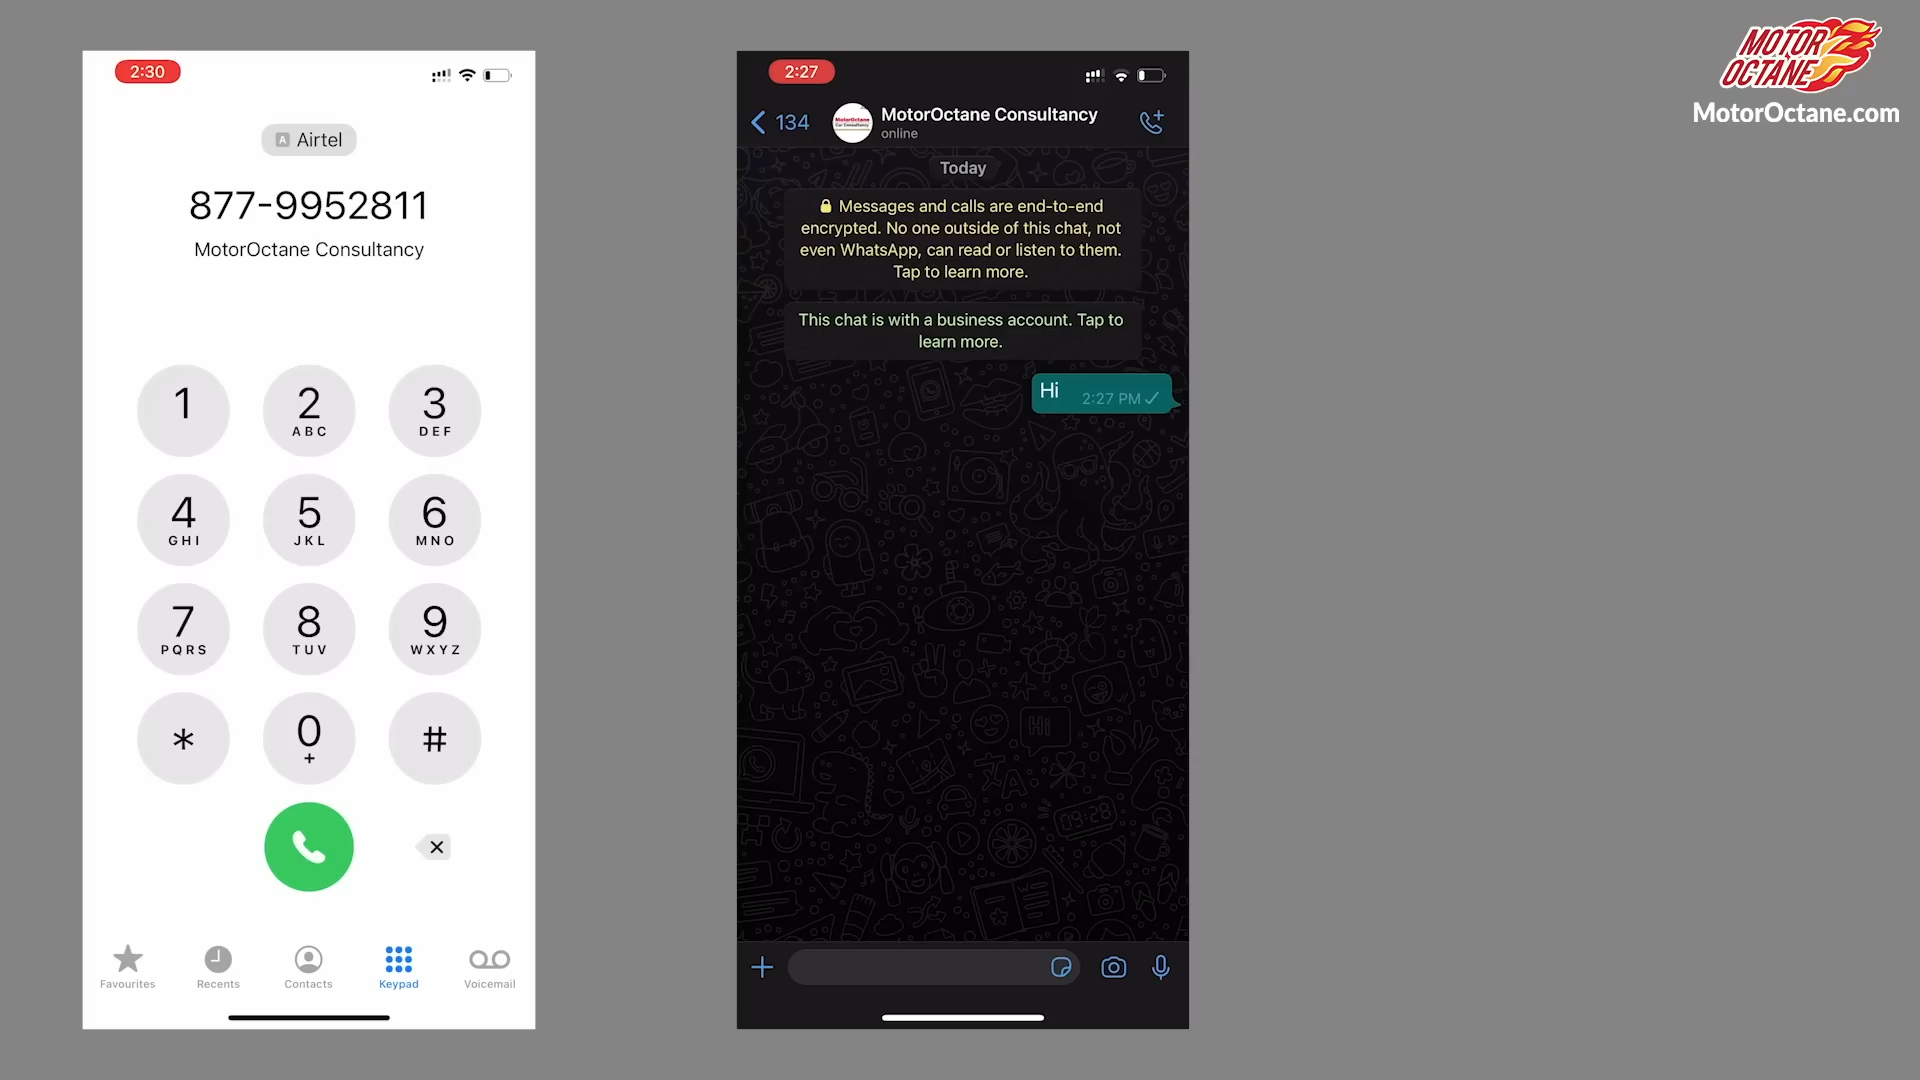 2:30
A Airtel
877-9952811
MotorOctane Consultancy
1
2
ABC
3
DEF
4
GHI
5
JKL
6
MNO
7
PQRS
8
TUV
9
WXYZ
*
0
+
#
Favourites
Recents
Contacts
Keypad
Voicemail
2:27
134
MotorOctane Consultancy
online
Today
Messages and calls are end-to-end
encrypted. No one outside of this chat, not
even WhatsApp, can read or listen to them.
Tap to learn more.
This chat is with a business account. Tap to
learn more.
Hi
2:27 PM
Hi
09:28
MOTOR
OCTANE
MotorOctane.com